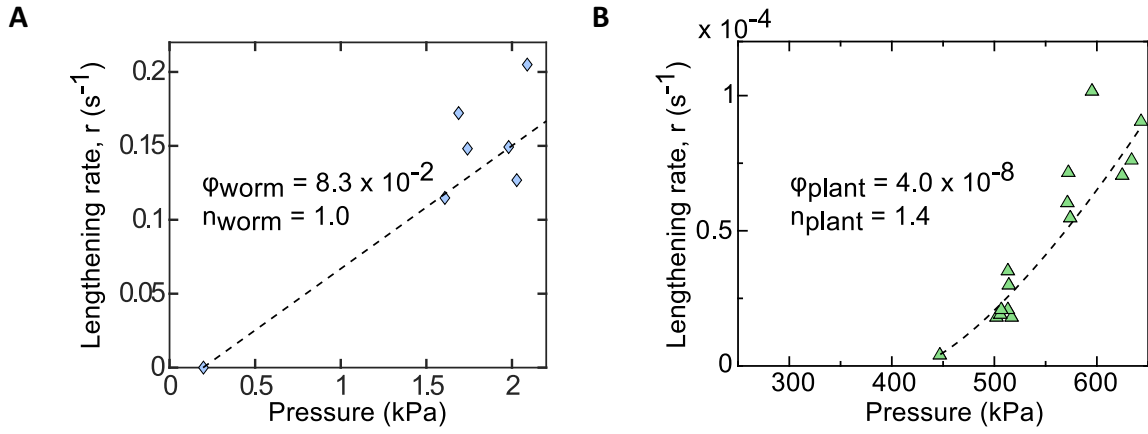 A
Lengthening rate, r (s⁻¹)
0.2
0.15
0.1
0.05
0
φworm = 8.3 x 10⁻²
nworm = 1.0
0
0.5
1
1.5
2
Pressure (kPa)
B
x 10⁻⁴
Lengthening rate, r (s⁻¹)
1
0.5
0
φplant = 4.0 x 10⁻⁸
nplant = 1.4
300
400
500
600
Pressure (kPa)